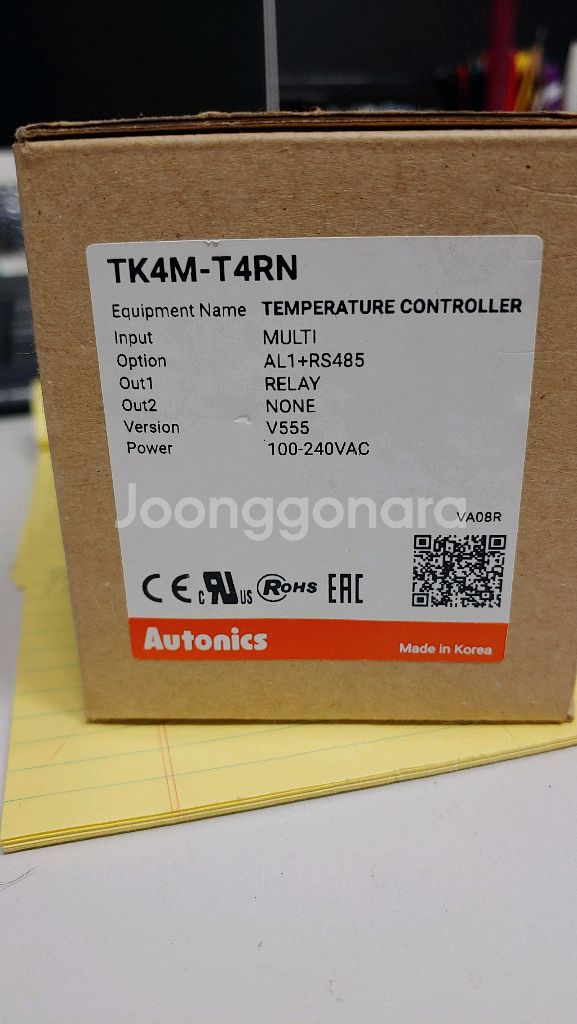 TK4M-T4RN
Equipment Name TEMPERATURE CONTROLLER
Input MULTI
Option AL1+RS485
Out1 RELAY
Out2 NONE
Version V555
Power 100-240VAC
Joonggonara
VA08R
CE c RU US RoHS EAC
Autonics
Made in Korea